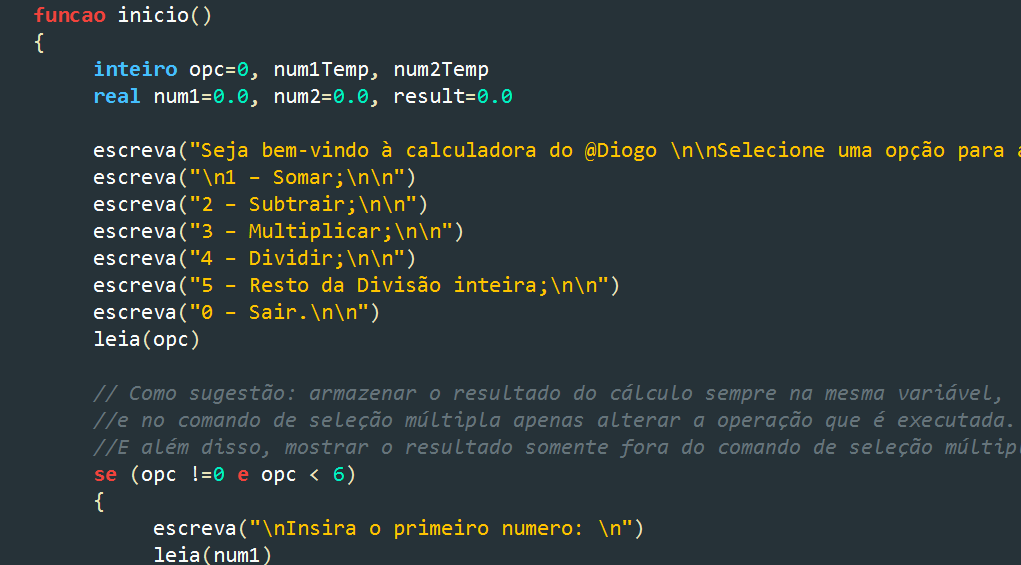 funcao inicio()
{
inteiro opc=0, num1Temp, num2Temp
real num1=0.0, num2=0.0, result=0.0
escreva("Seja bem-vindo à calculadora do @Diogo \n\nSelecione uma opção para
escreva("\n1 – Somar;\n\n")
escreva("2 – Subtrair;\n\n")
escreva("3 – Multiplicar;\n\n")
escreva("4 – Dividir;\n\n")
escreva("5 – Resto da Divisão inteira;\n\n")
escreva("0 – Sair.\n\n")
leia(opc)
// Como sugestão: armazenar o resultado do cálculo sempre na mesma variável,
//e no comando de seleção múltipla apenas alterar a operação que é executada.
//E além disso, mostrar o resultado somente fora do comando de seleção múltipl
se (opc !=0 e opc < 6)
{
escreva("\nInsira o primeiro numero: \n")
leia(num1)